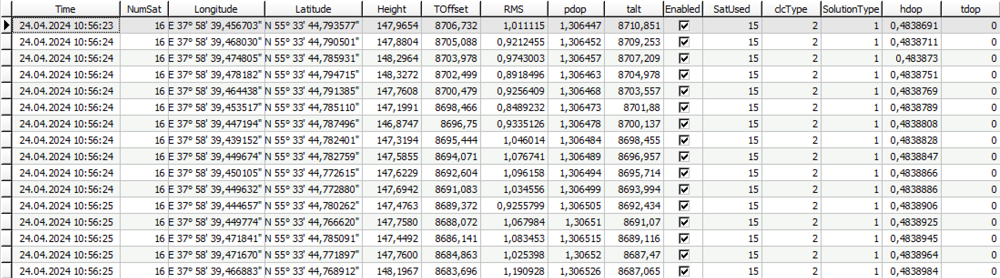 Time NumSat Longitude Latitude Height TOffset RMS pdop talt Enabled SatUsed clcType SolutionType hdop tdop
24.04.2024 10:56:23 16 E 37° 58' 39,456703" N 55° 33' 44,793577" 147,9654 8706,732 1,011115 1,306447 8710,851 15 2 1 0,4838691 0
24.04.2024 10:56:24 16 E 37° 58' 39,468030" N 55° 33' 44,790501" 147,8804 8705,088 0,9212455 1,306452 8709,253 15 2 1 0,4838711 0
24.04.2024 10:56:24 16 E 37° 58' 39,474805" N 55° 33' 44,785931" 148,2964 8703,978 0,9743003 1,306457 8707,209 15 2 1 0,483873 0
24.04.2024 10:56:24 16 E 37° 58' 39,478182" N 55° 33' 44,794715" 148,3272 8702,499 0,8918496 1,306463 8704,978 15 2 1 0,4838751 0
24.04.2024 10:56:24 16 E 37° 58' 39,464438" N 55° 33' 44,791385" 147,7608 8700,479 0,9256409 1,306468 8703,557 15 2 1 0,4838769 0
24.04.2024 10:56:24 16 E 37° 58' 39,453517" N 55° 33' 44,785110" 147,1991 8698,466 0,8489232 1,306473 8701,88 15 2 1 0,4838789 0
24.04.2024 10:56:24 16 E 37° 58' 39,447194" N 55° 33' 44,787496" 146,8747 8696,75 0,9335126 1,306478 8700,137 15 2 1 0,4838808 0
24.04.2024 10:56:24 16 E 37° 58' 39,439152" N 55° 33' 44,782401" 147,3194 8695,444 1,046014 1,306484 8698,455 15 2 1 0,4838828 0
24.04.2024 10:56:24 16 E 37° 58' 39,449674" N 55° 33' 44,782759" 147,5855 8694,071 1,076741 1,306489 8696,957 15 2 1 0,4838847 0
24.04.2024 10:56:24 16 E 37° 58' 39,450105" N 55° 33' 44,772615" 147,6229 8692,604 1,096158 1,306494 8695,714 15 2 1 0,4838866 0
24.04.2024 10:56:24 16 E 37° 58' 39,449632" N 55° 33' 44,772880" 147,6942 8691,083 1,034556 1,306499 8693,994 15 2 1 0,4838886 0
24.04.2024 10:56:25 16 E 37° 58' 39,444657" N 55° 33' 44,780262" 147,4763 8689,372 0,9255799 1,306505 8692,434 15 2 1 0,4838906 0
24.04.2024 10:56:25 16 E 37° 58' 39,449774" N 55° 33' 44,766620" 147,7580 8688,072 1,067984 1,30651 8691,07 15 2 1 0,4838925 0
24.04.2024 10:56:25 16 E 37° 58' 39,471841" N 55° 33' 44,785091" 147,4492 8686,141 1,083453 1,306515 8689,116 15 2 1 0,4838945 0
24.04.2024 10:56:25 16 E 37° 58' 39,471670" N 55° 33' 44,771897" 147,7600 8684,863 1,025398 1,30652 8687,47 15 2 1 0,4838964 0
24.04.2024 10:56:25 16 E 37° 58' 39,466883" N 55° 33' 44,768912" 148,1967 8683,696 1,190928 1,306526 8687,065 15 2 1 0,4838984 0